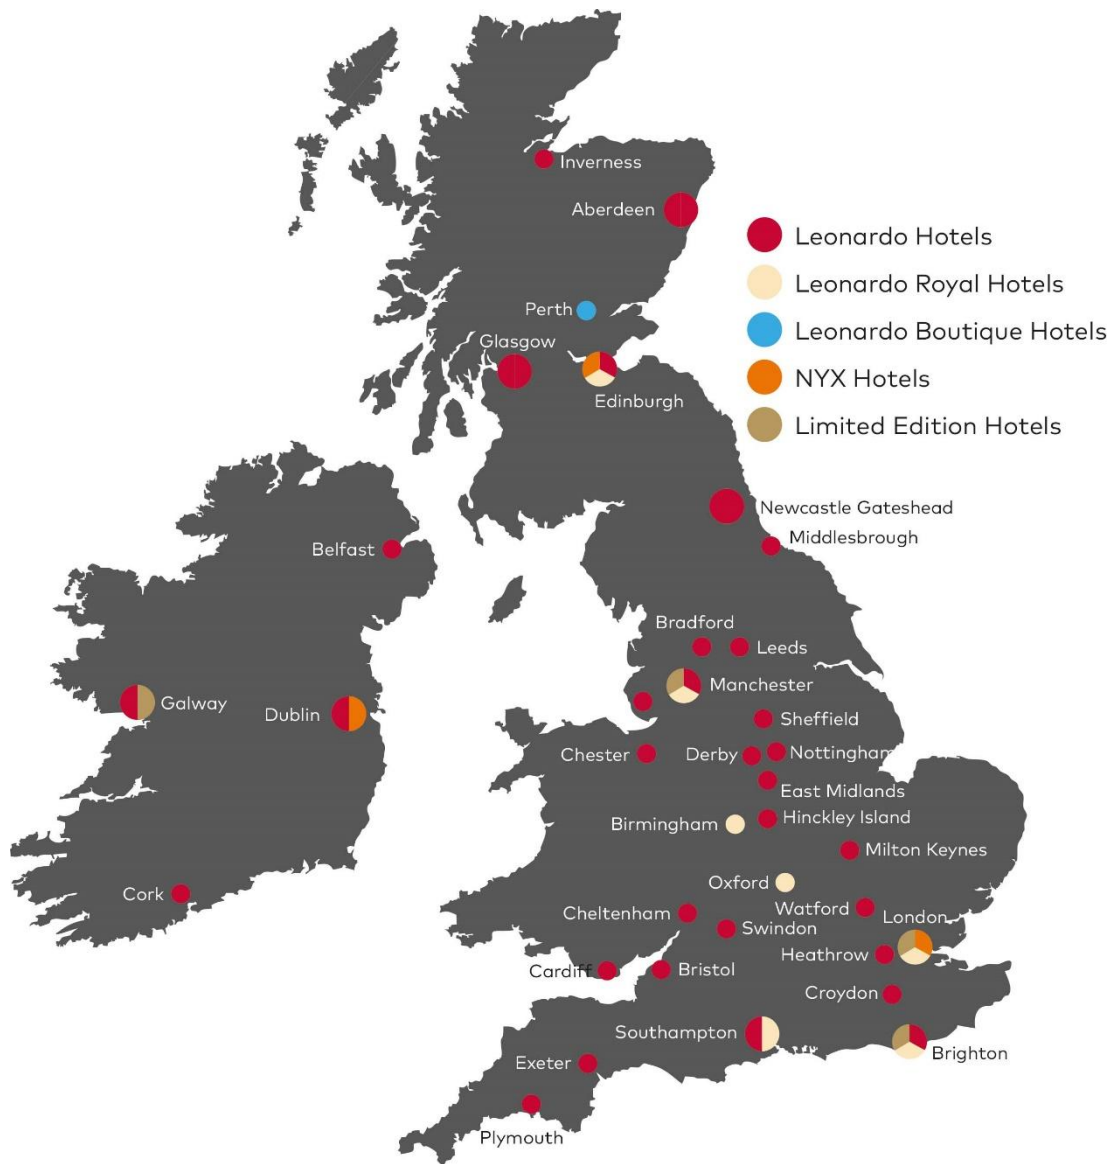 Inverness
Aberdeen
Leonardo Hotels
Leonardo Royal Hotels
Leonardo Boutique Hotels
NYX Hotels
Limited Edition Hotels
Perth
Glasgow
Edinburgh
Newcastle Gateshead
Middlesbrough
Belfast
Bradford
Leeds
Manchester
Galway
Dublin
Sheffield
Chester
Derby
Nottingham
East Midlands
Birmingham
Hinckley Island
Milton Keynes
Oxford
Cork
Cheltenham
Watford
London
Swindon
Heathrow
Cardiff
Bristol
Croydon
Southampton
Brighton
Exeter
Plymouth